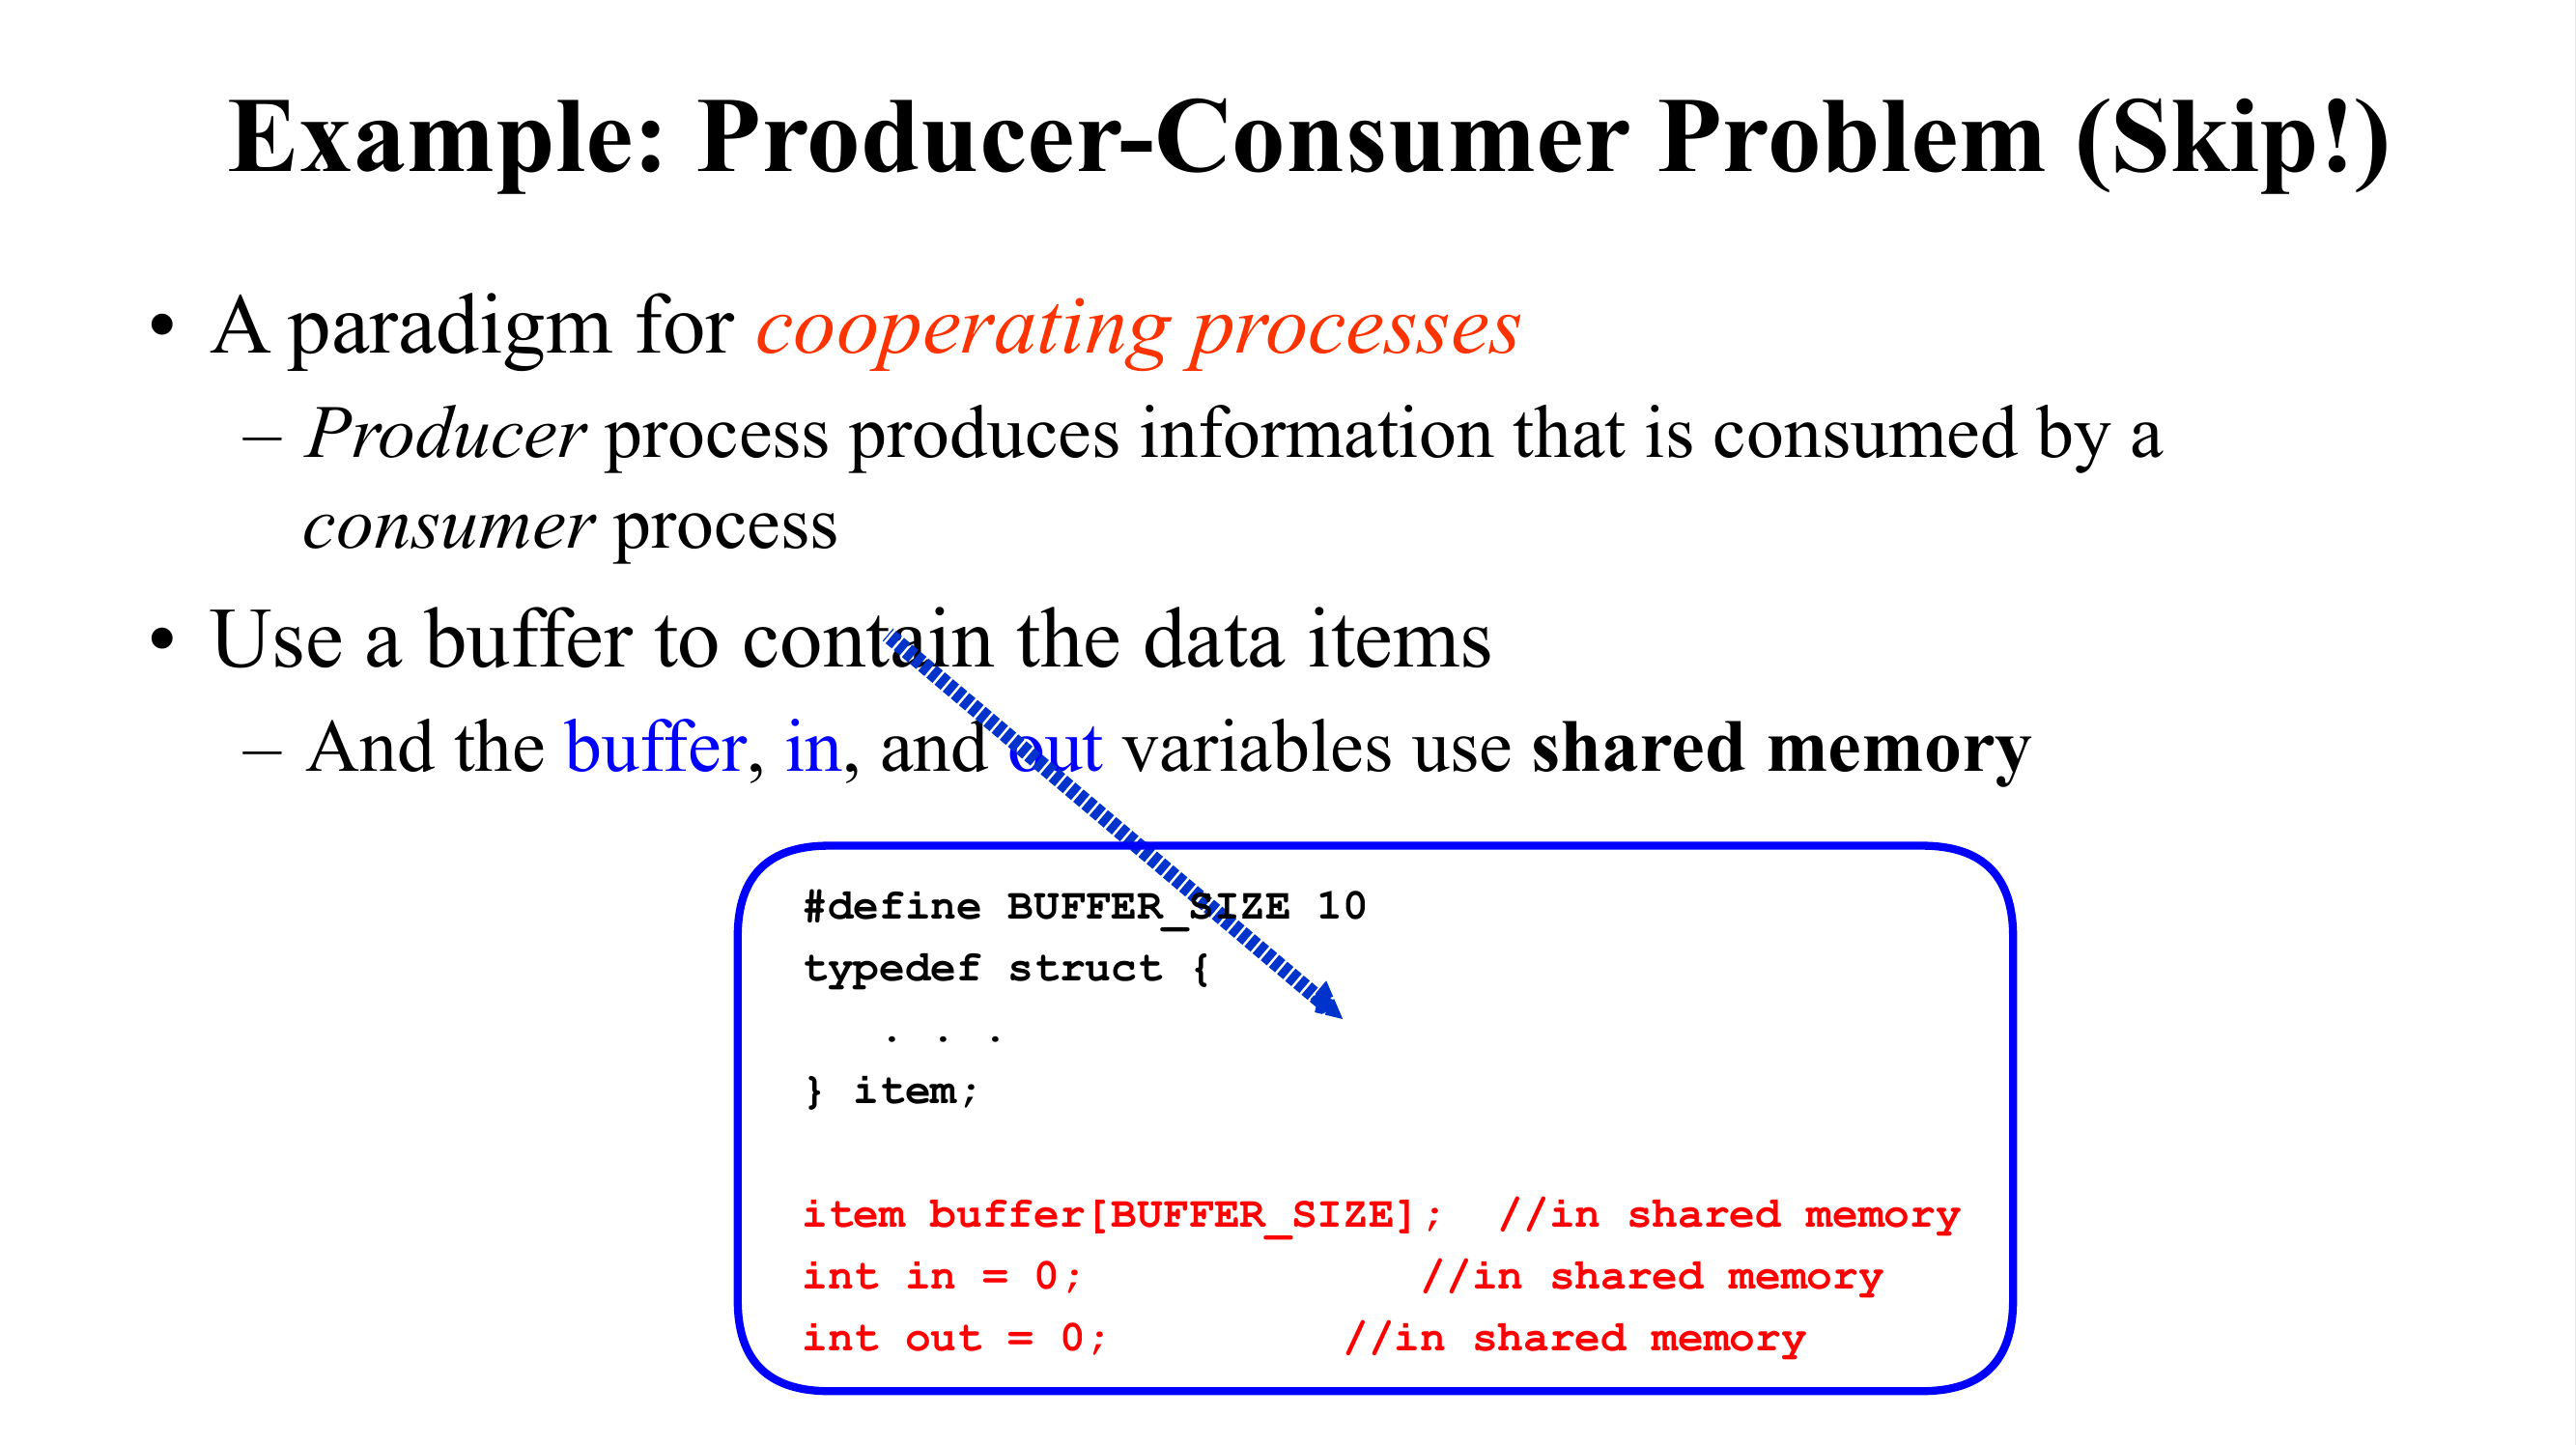 Example: Producer-Consumer Problem (Skip!)
• A paradigm for cooperating processes
– Producer process produces information that is consumed by a
consumer process
• Use a buffer to contain the data items
– And the buffer, in, and out variables use shared memory
#define BUFFER_SIZE 10
typedef struct {
. . .
} item;
item buffer[BUFFER_SIZE]; //in shared memory
int in = 0; //in shared memory
int out = 0; //in shared memory